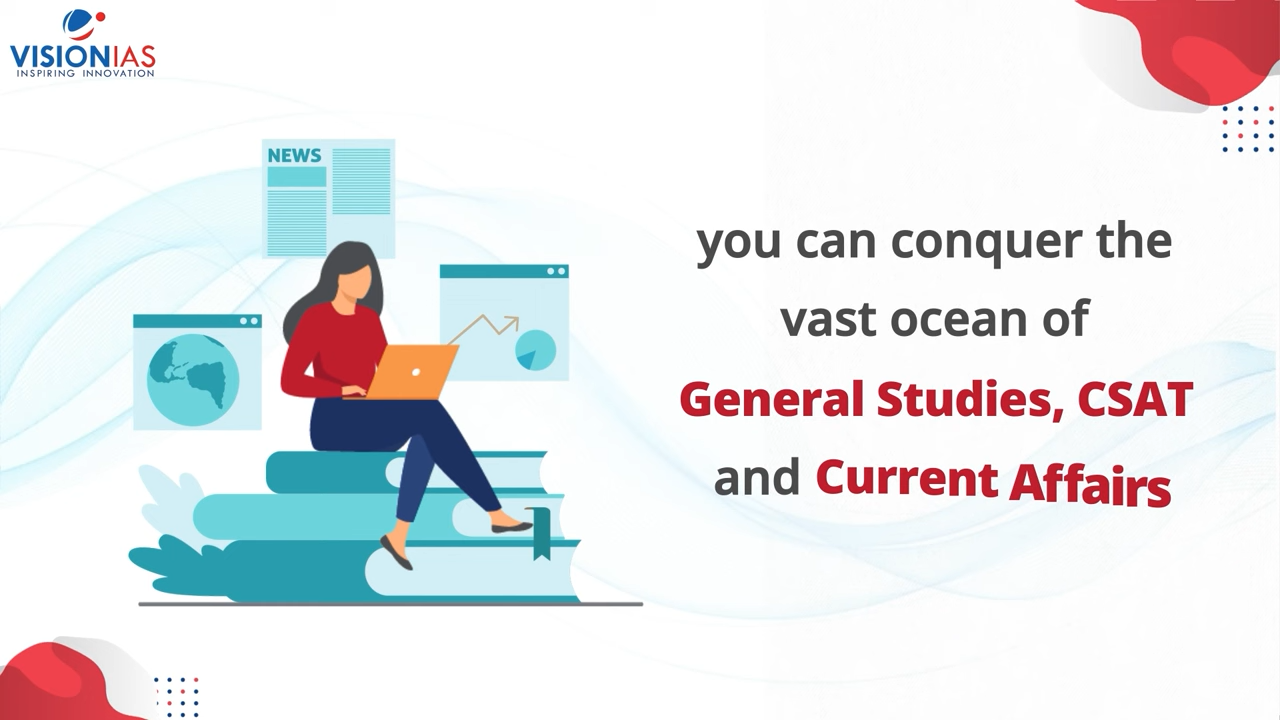 VISIONIAS
INSPIRING INNOVATION
NEWS
you can conquer the
vast ocean of
General Studies, CSAT
and Current Affairs